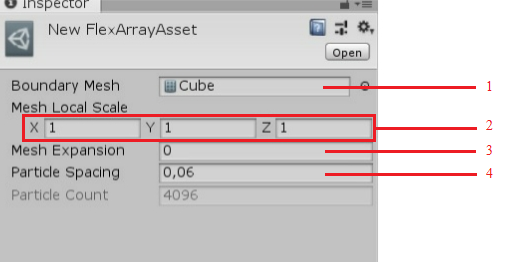 Inspector
New FlexArrayAsset
Open
Boundary Mesh Cube 1
Mesh Local Scale
X 1 Y 1 Z 1 2
Mesh Expansion 0 3
Particle Spacing 0,06 4
Particle Count 4096